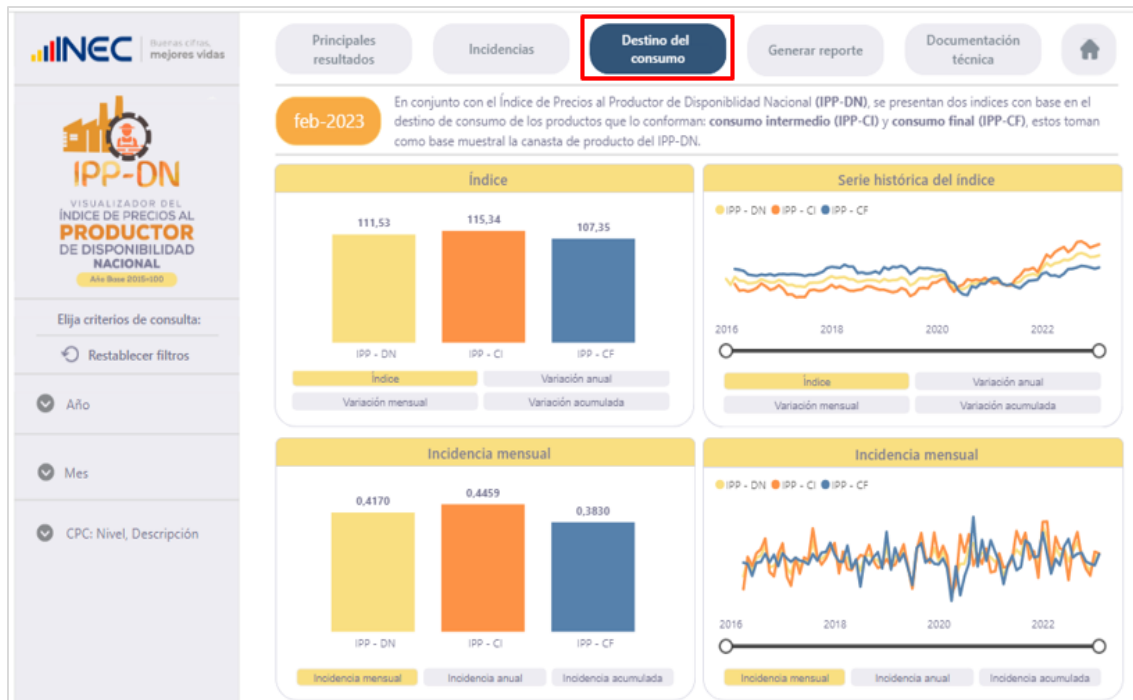 INEC
Buenas cifras,
mejores vidas
Principales
resultados
Incidencias
Destino del
consumo
Generar reporte
Documentación
técnica
feb-2023
En conjunto con el Índice de Precios al Productor de Disponiblidad Nacional (IPP-DN), se presentan dos indices con base en el
destino de consumo de los productos que lo conforman: consumo intermedio (IPP-CI) y consumo final (IPP-CF), estos toman
como base muestral la canasta de producto del IPP-DN.
IPP-DN
VISUALIZADOR DEL
ÍNDICE DE PRECIOS AL
PRODUCTOR
DE DISPONIBILIDAD
NACIONAL
Año Base 2015=100
Elija criterios de consulta:
Restablecer filtros
Año
Mes
CPC: Nivel, Descripción
Índice
111,53
115,34
107,35
IPP - DN
IPP - CI
IPP - CF
Índice
Variación anual
Variación mensual
Variación acumulada
Serie histórica del índice
IPP - DN IPP - CI IPP - CF
2016 2018 2020 2022
Índice
Variación anual
Variación mensual
Variación acumulada
Incidencia mensual
0,4170
0,4459
0,3830
IPP - DN
IPP - CI
IPP - CF
Incidencia mensual
Incidencia anual
Incidencia acumulada
Incidencia mensual
IPP - DN IPP - CI IPP - CF
2016 2018 2020 2022
Incidencia mensual
Incidencia anual
Incidencia acumulada